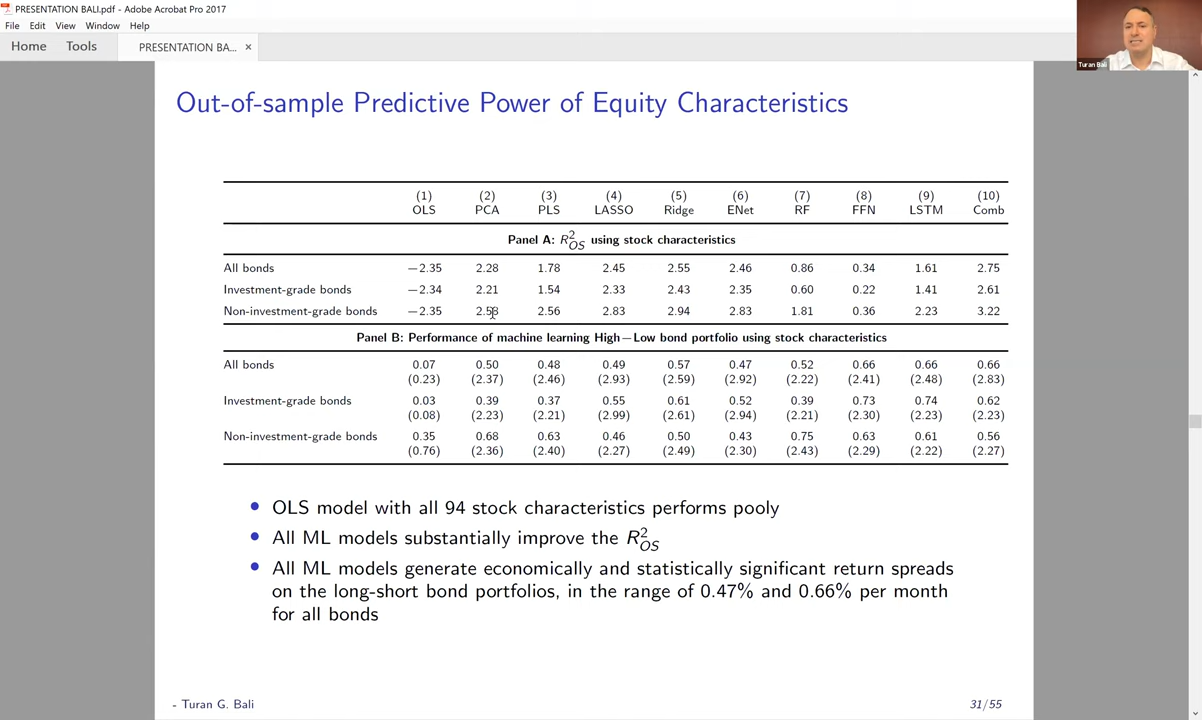 PRESENTATION BALI.pdf - Adobe Acrobat Pro 2017
File Edit View Window Help
Home Tools PRESENTATION BA... ×
Turan Bali
Out-of-sample Predictive Power of Equity Characteristics
(1) (2) (3) (4) (5) (6) (7) (8) (9) (10)
OLS PCA PLS LASSO Ridge ENet RF FFN LSTM Comb
Panel A: R²OS using stock characteristics
All bonds −2.35 2.28 1.78 2.45 2.55 2.46 0.86 0.34 1.61 2.75
Investment-grade bonds −2.34 2.21 1.54 2.33 2.43 2.35 0.60 0.22 1.41 2.61
Non-investment-grade bonds −2.35 2.58 2.56 2.83 2.94 2.83 1.81 0.36 2.23 3.22
Panel B: Performance of machine learning High−Low bond portfolio using stock characteristics
All bonds 0.07 0.50 0.48 0.49 0.57 0.47 0.52 0.66 0.66 0.66
(0.23) (2.37) (2.46) (2.93) (2.59) (2.92) (2.22) (2.41) (2.48) (2.83)
Investment-grade bonds 0.03 0.39 0.37 0.55 0.61 0.52 0.39 0.73 0.74 0.62
(0.08) (2.23) (2.21) (2.99) (2.61) (2.94) (2.21) (2.30) (2.23) (2.23)
Non-investment-grade bonds 0.35 0.68 0.63 0.46 0.50 0.43 0.75 0.63 0.61 0.56
(0.76) (2.36) (2.40) (2.27) (2.49) (2.30) (2.43) (2.29) (2.22) (2.27)
• OLS model with all 94 stock characteristics performs pooly
• All ML models substantially improve the R²OS
• All ML models generate economically and statistically significant return spreads
on the long-short bond portfolios, in the range of 0.47% and 0.66% per month
for all bonds
- Turan G. Bali 31/55